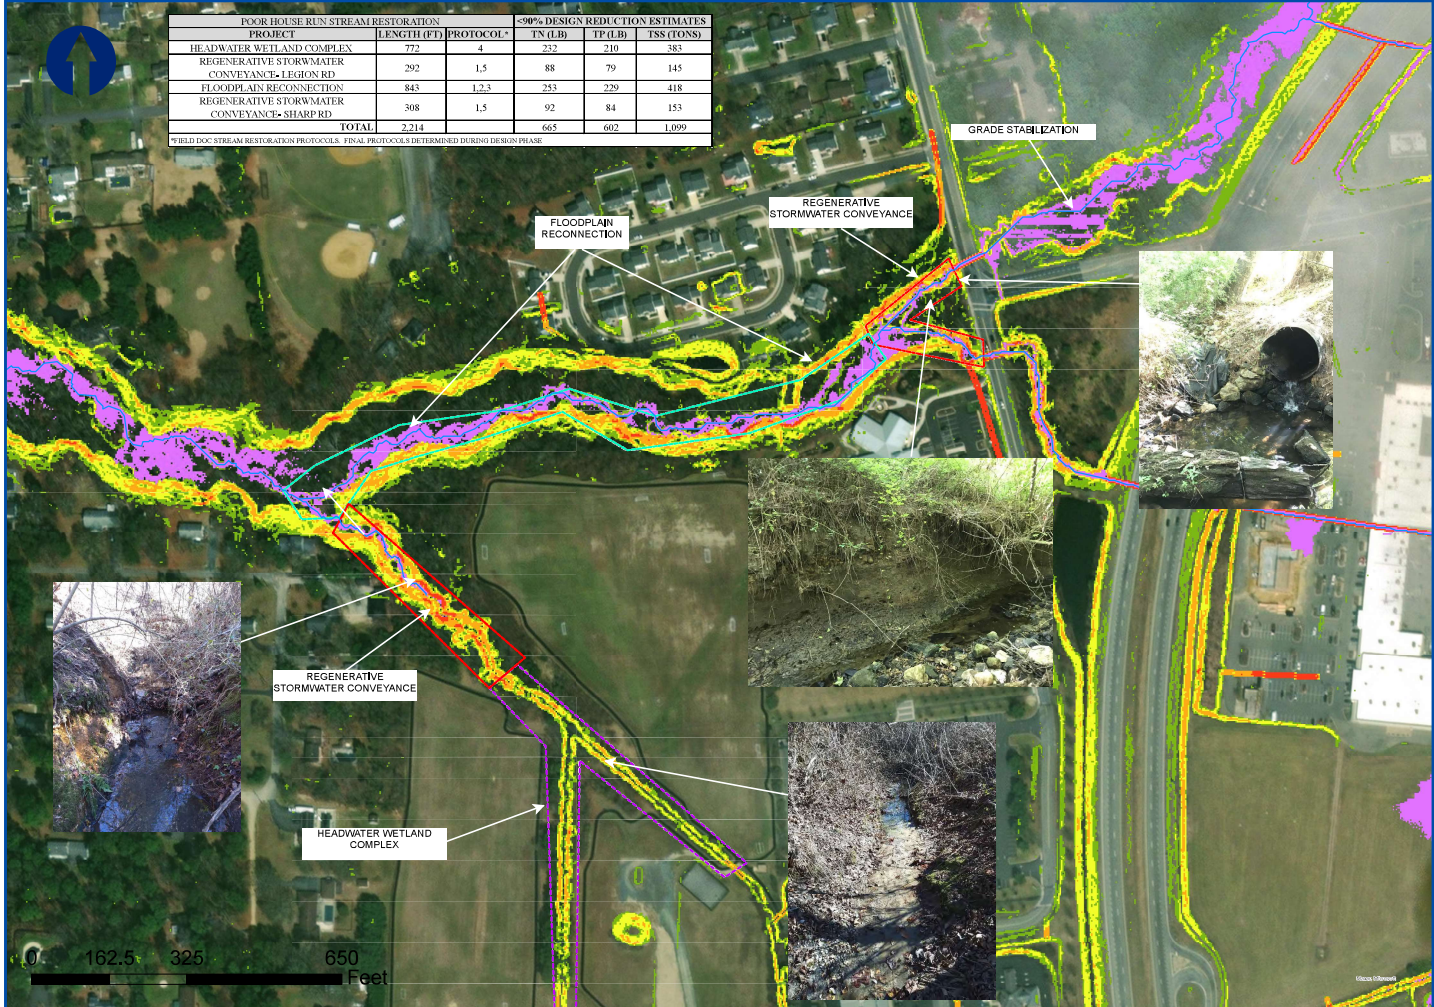 POOR HOUSE RUN STREAM RESTORATION <90% DESIGN REDUCTION ESTIMATES
PROJECT LENGTH (FT) PROTOCOL* TN (LB) TP (LB) TSS (TONS)
HEADWATER WETLAND COMPLEX 772 4 232 210 383
REGENERATIVE STORWMATER
CONVEYANCE- LEGION RD 292 1,5 88 79 145
FLOODPLAIN RECONNECTION 843 1,2,3 253 229 418
REGENERATIVE STORWMATER
CONVEYANCE- SHARP RD 308 1,5 92 84 153
TOTAL 2,214 665 602 1,099
*FIELD DOC STREAM RESTORATION PROTOCOLS. FINAL PROTOCOLS DETERMINED DURING DESIGN PHASE
GRADE STABILIZATION
REGENERATIVE
STORMWATER CONVEYANCE
FLOODPLAIN
RECONNECTION
REGENERATIVE
STORMWATER CONVEYANCE
HEADWATER WETLAND
COMPLEX
0 162.5 325 650
Feet